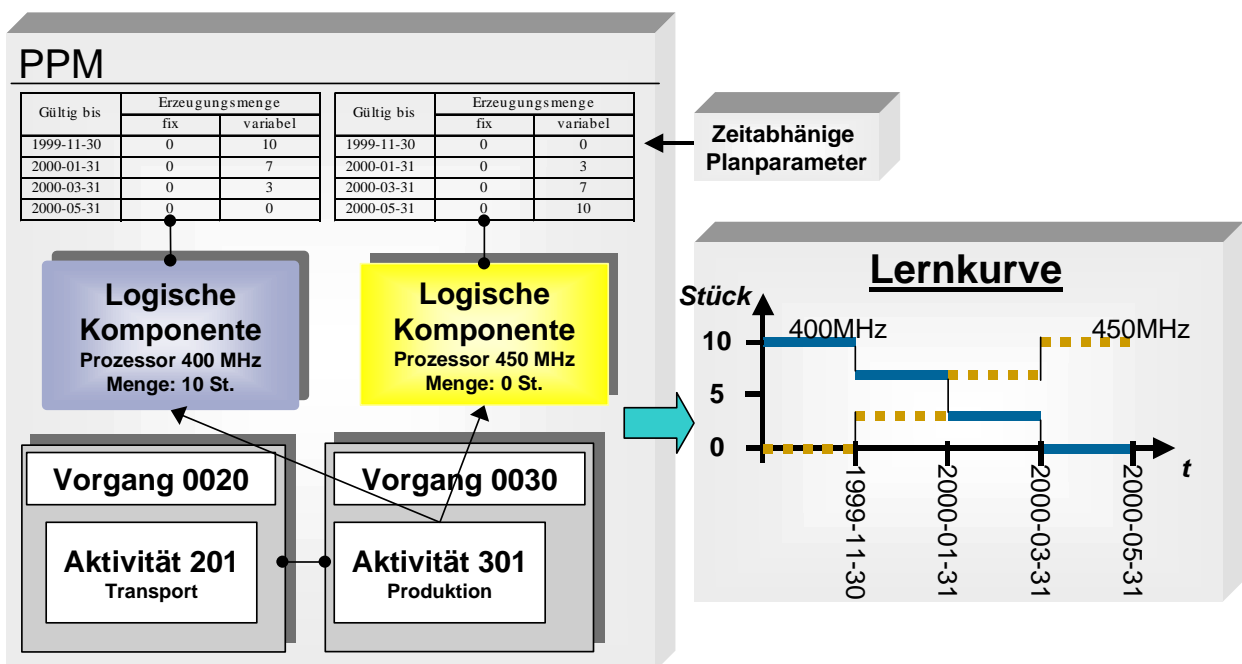 PPM
Gültig bis Erzeugungsmenge
fix variabel
1999-11-30 0 10
2000-01-31 0 7
2000-03-31 0 3
2000-05-31 0 0
Gültig bis Erzeugungsmenge
fix variabel
1999-11-30 0 0
2000-01-31 0 3
2000-03-31 0 7
2000-05-31 0 10
Zeitabhänige
Planparameter
Logische
Komponente
Prozessor 400 MHz
Menge: 10 St.
Logische
Komponente
Prozessor 450 MHz
Menge: 0 St.
Vorgang 0020
Aktivität 201
Transport
Vorgang 0030
Aktivität 301
Produktion
Lernkurve
Stück
400MHz 450MHz
10
5
0
t
1999-11-30
2000-01-31
2000-03-31
2000-05-31